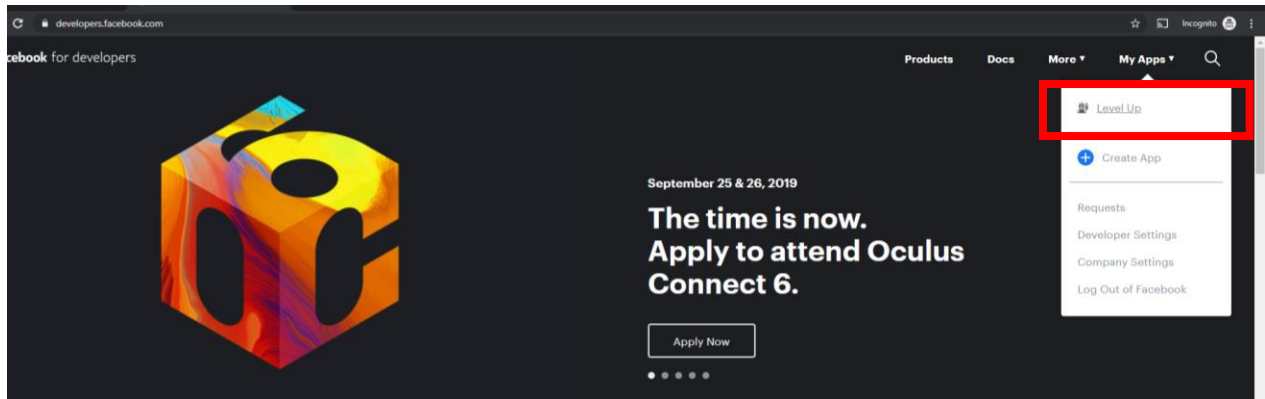 developers.facebook.com
Incognito
cebook for developers
Products Docs More My Apps
Level Up
Create App
Requests
Developer Settings
Company Settings
Log Out of Facebook
September 25 & 26, 2019
The time is now.
Apply to attend Oculus
Connect 6.
Apply Now